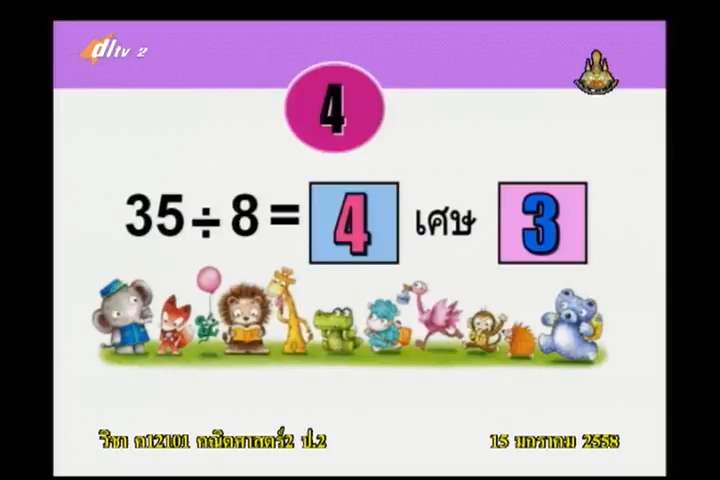 dltv 2
4
35÷8= 4 เศษ 3
วิชา ค12101 คณิตศาสตร์2 ป.2
15 มกราคม 2558